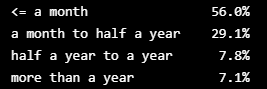 <= a month 56.0%
a month to half a year 29.1%
half a year to a year 7.8%
more than a year 7.1%